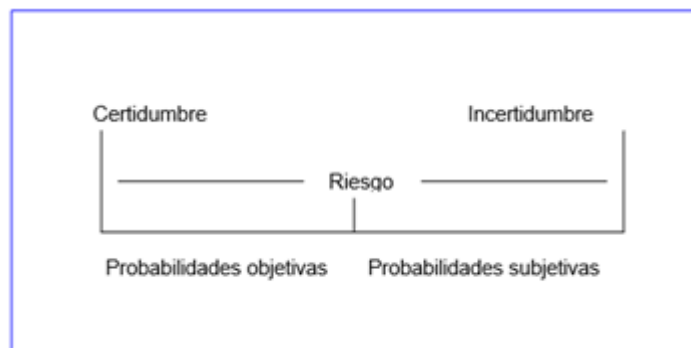 Certidumbre Incertidumbre
Riesgo
Probabilidades objetivas Probabilidades subjetivas